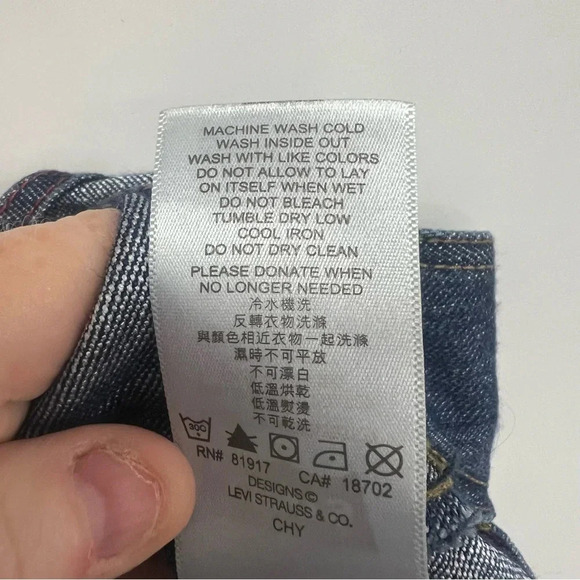 MACHINE WASH COLD
WASH INSIDE OUT
WASH WITH LIKE COLORS
DO NOT ALLOW TO LAY
ON ITSELF WHEN WET
DO NOT BLEACH
TUMBLE DRY LOW
COOL IRON
DO NOT DRY CLEAN
PLEASE DONATE WHEN
NO LONGER NEEDED
冷水機洗
反轉衣物洗滌
與顏色相近衣物一起洗滌
濕時不可平放
不可漂白
低溫烘乾
低溫熨燙
不可乾洗
RN# 81917 CA# 18702
DESIGNS ©
LEVI STRAUSS & CO.
CHY